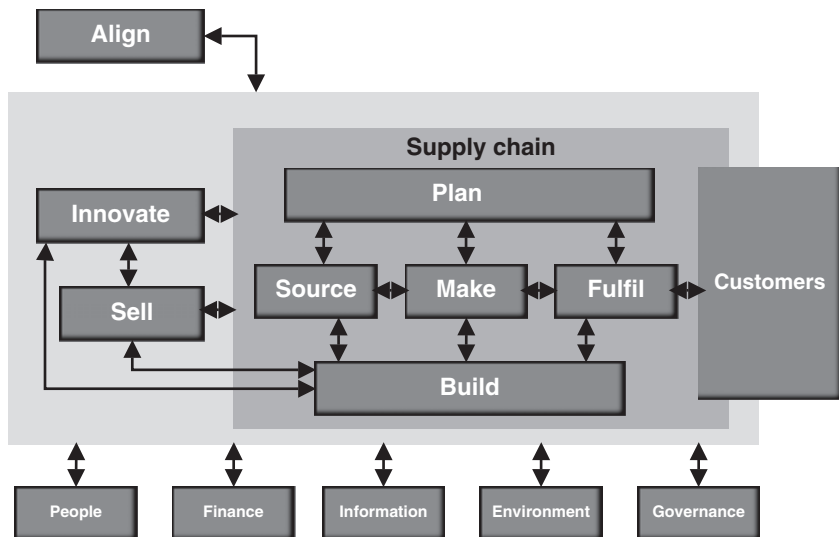 Align
Supply chain
Plan
Innovate
Source
Make
Fulfil
Customers
Sell
Build
People
Finance
Information
Environment
Governance